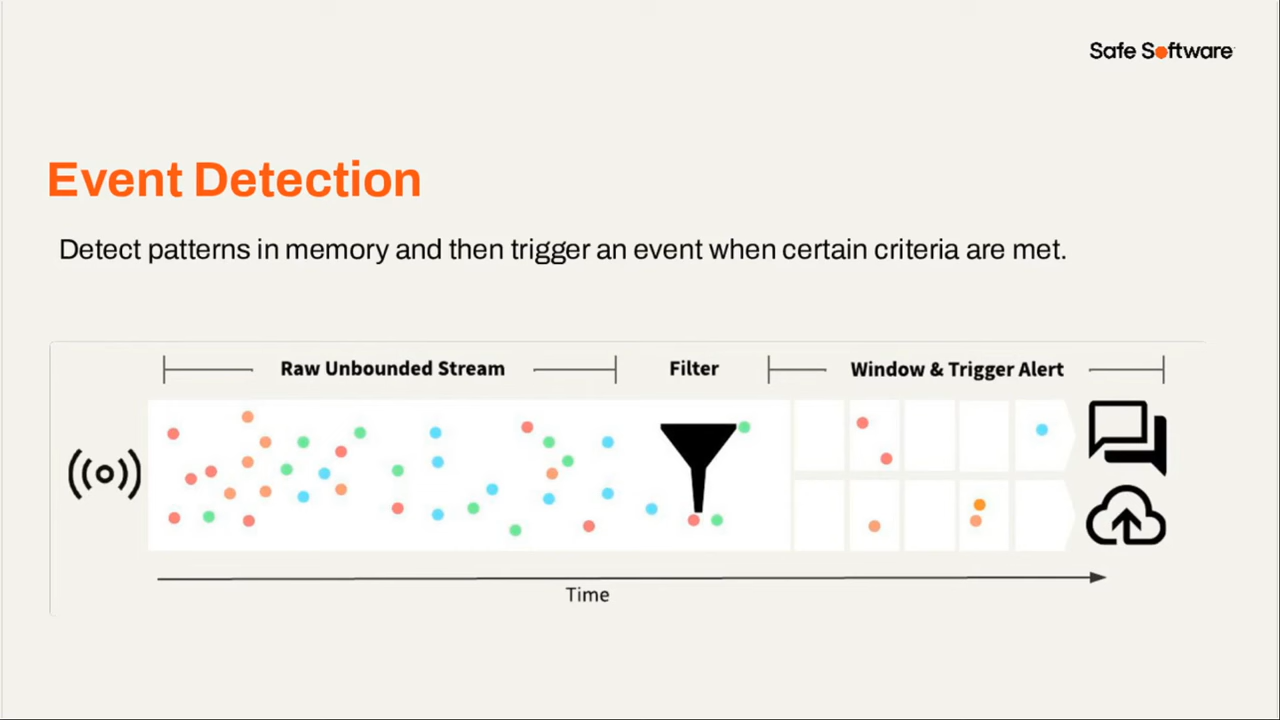 Safe Software
Event Detection
Detect patterns in memory and then trigger an event when certain criteria are met.
Raw Unbounded Stream
Filter
Window & Trigger Alert
Time